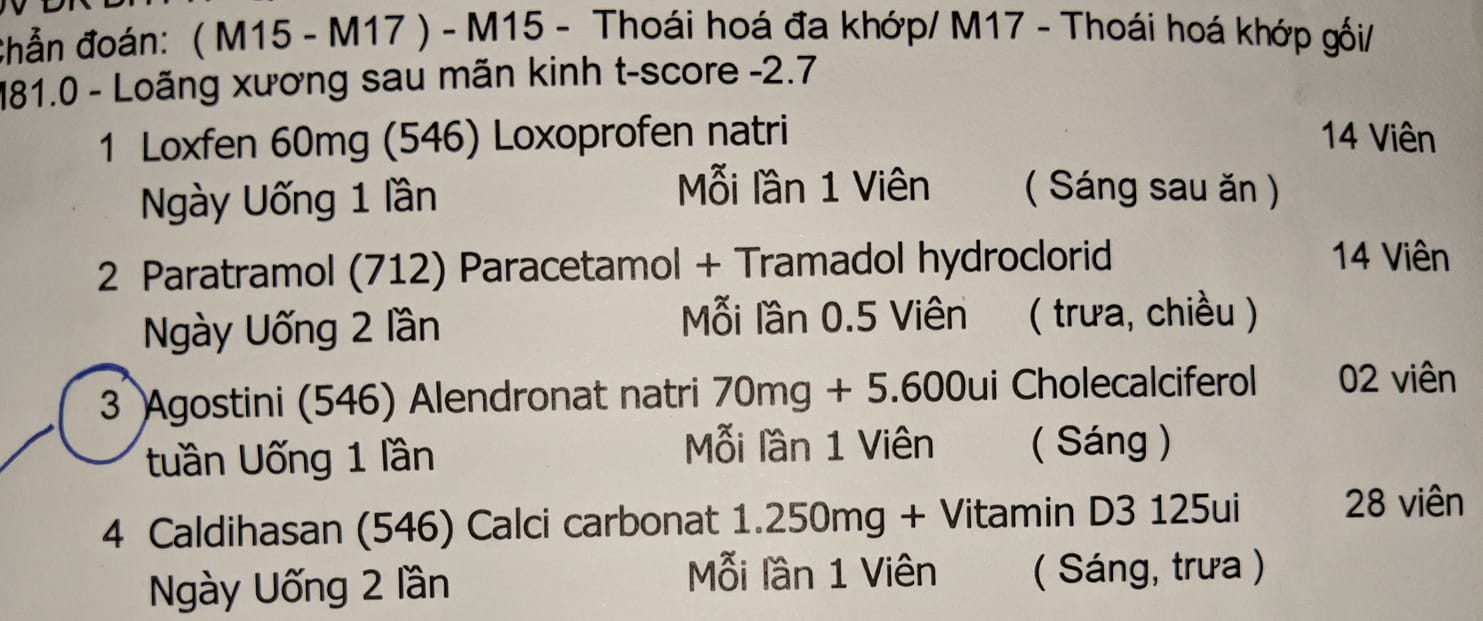 Chẩn đoán: ( M15 - M17 ) - M15 - Thoái hoá đa khớp/ M17 - Thoái hoá khớp gối/
M81.0 - Loãng xương sau mãn kinh t-score -2.7
1 Loxfen 60mg (546) Loxoprofen natri 14 Viên
Ngày Uống 1 lần Mỗi lần 1 Viên ( Sáng sau ăn )
2 Paratramol (712) Paracetamol + Tramadol hydroclorid 14 Viên
Ngày Uống 2 lần Mỗi lần 0.5 Viên ( trưa, chiều )
3 Agostini (546) Alendronat natri 70mg + 5.600ui Cholecalciferol 02 viên
tuần Uống 1 lần Mỗi lần 1 Viên ( Sáng )
4 Caldihasan (546) Calci carbonat 1.250mg + Vitamin D3 125ui 28 viên
Ngày Uống 2 lần Mỗi lần 1 Viên ( Sáng, trưa )